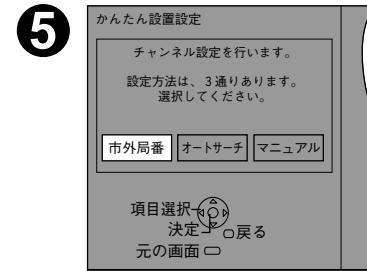 5
かんたん設置設定
チャンネル設定を行います。
設定方法は、３通りあります。
選択してください。
市外局番 オートサーチ マニュアル
項目選択
決定 戻る
元の画面